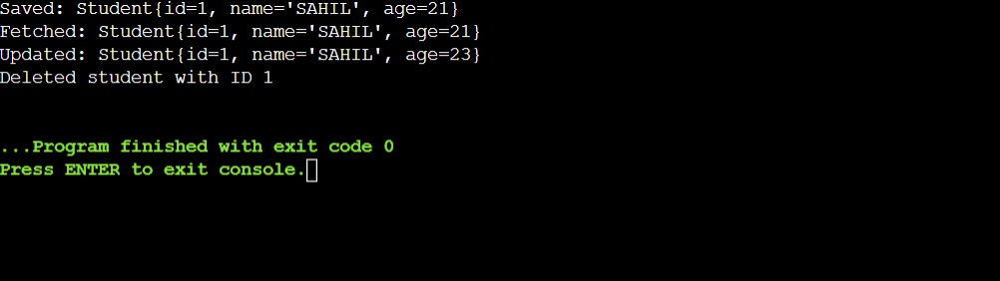 Saved: Student{id=1, name='SAHIL', age=21}
Fetched: Student{id=1, name='SAHIL', age=21}
Updated: Student{id=1, name='SAHIL', age=23}
Deleted student with ID 1
...Program finished with exit code 0
Press ENTER to exit console.